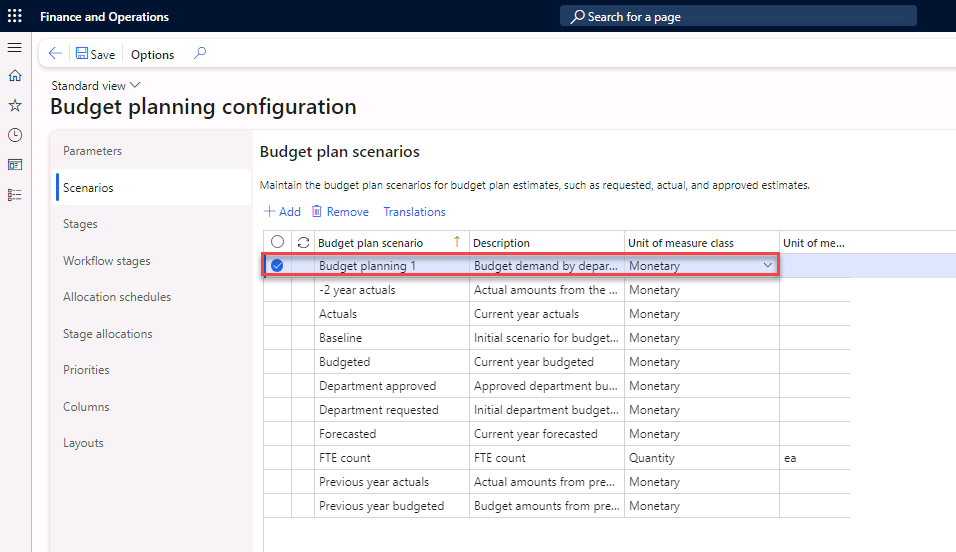 Finance and Operations
Search for a page
Save
Options
Standard view
Budget planning configuration
Parameters
Scenarios
Stages
Workflow stages
Allocation schedules
Stage allocations
Priorities
Columns
Layouts
Budget plan scenarios
Maintain the budget plan scenarios for budget plan estimates, such as requested, actual, and approved estimates.
Add Remove Translations
Budget plan scenario Description Unit of measure class Unit of me...
Budget planning 1 Budget demand by depar... Monetary
-2 year actuals Actual amounts from the ... Monetary
Actuals Current year actuals Monetary
Baseline Initial scenario for budget... Monetary
Budgeted Current year budgeted Monetary
Department approved Approved department bu... Monetary
Department requested Initial department budget... Monetary
Forecasted Current year forecasted Monetary
FTE count FTE count Quantity ea
Previous year actuals Actual amounts from pre... Monetary
Previous year budgeted Budget amounts from pre... Monetary